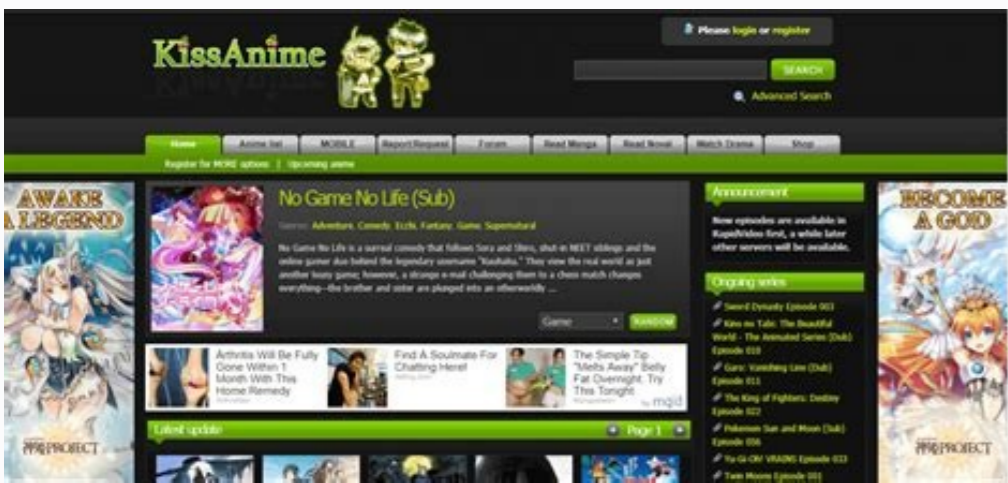 KissAnime
Please login or register
SEARCH
Advanced Search
Home
Anime list
MOBILE
Report/Request
Forum
Read Manga
Read Novel
Watch Drama
Shop
Register for MORE options | Upcoming anime
AWAKE
A LEGEND
PROJECT
No Game No Life (Sub)
Genres: Adventure, Comedy, Ecchi, Fantasy, Game, Supernatural
No Game No Life is a surreal comedy that follows Sora and Shiro, shut-in NEET siblings and the
online gamer duo behind the legendary username "Kuuhaku." They view the real world as just
another lousy game; however, a strange e-mail challenging them to a chess match changes
everything—the brother and sister are plunged into an otherworldly ...
Game
RANDOM
Arthritis Will Be Fully
Gone Within 1
Month With This
Home Remedy
Find A Soulmate For
Chatting Here!
The Simple Tip
"Melts Away" Belly
Fat Overnight. Try
This Tonight
by mgid
Latest update
Page 1
Announcement
New episodes are available in
RapidVideo first, a while later
other servers will be available.
Ongoing series
Sword Dynasty Episode 003
Kino no Tabi: The Beautiful
World - The Animated Series (Dub)
Episode 010
Garo: Vanishing Line (Dub)
Episode 011
The King of Fighters: Destiny
Episode 022
Pokemon Sun and Moon (Sub)
Episode 056
Yu-Gi-Oh! VRAINS Episode 033
Twin Moons Episode 001
BECOME
A GOD
PROJECT